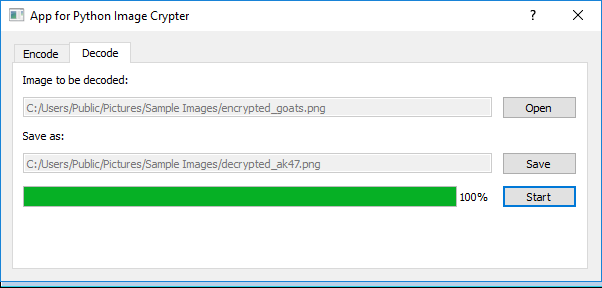 App for Python Image Crypter
Encode Decode
Image to be decoded:
C:/Users/Public/Pictures/Sample Images/encrypted_goats.png Open
Save as:
C:/Users/Public/Pictures/Sample Images/decrypted_ak47.png Save
100% Start